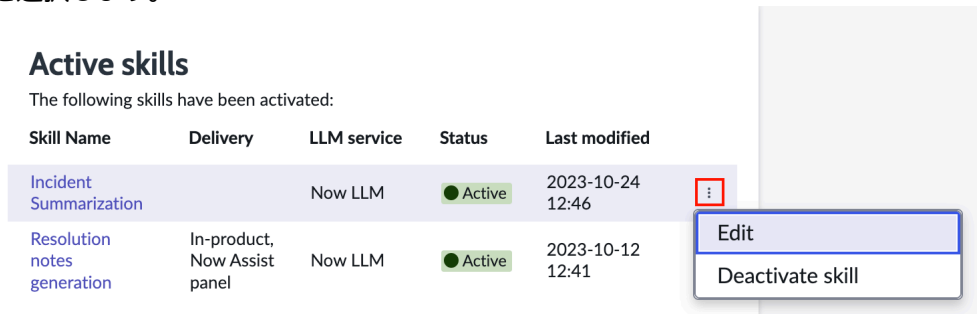 Active skills
The following skills have been activated:
Skill Name Delivery LLM service Status Last modified
Incident Summarization Now LLM Active 2023-10-24 12:46
Resolution notes generation In-product, Now Assist panel Now LLM Active 2023-10-12 12:41
Edit
Deactivate skill